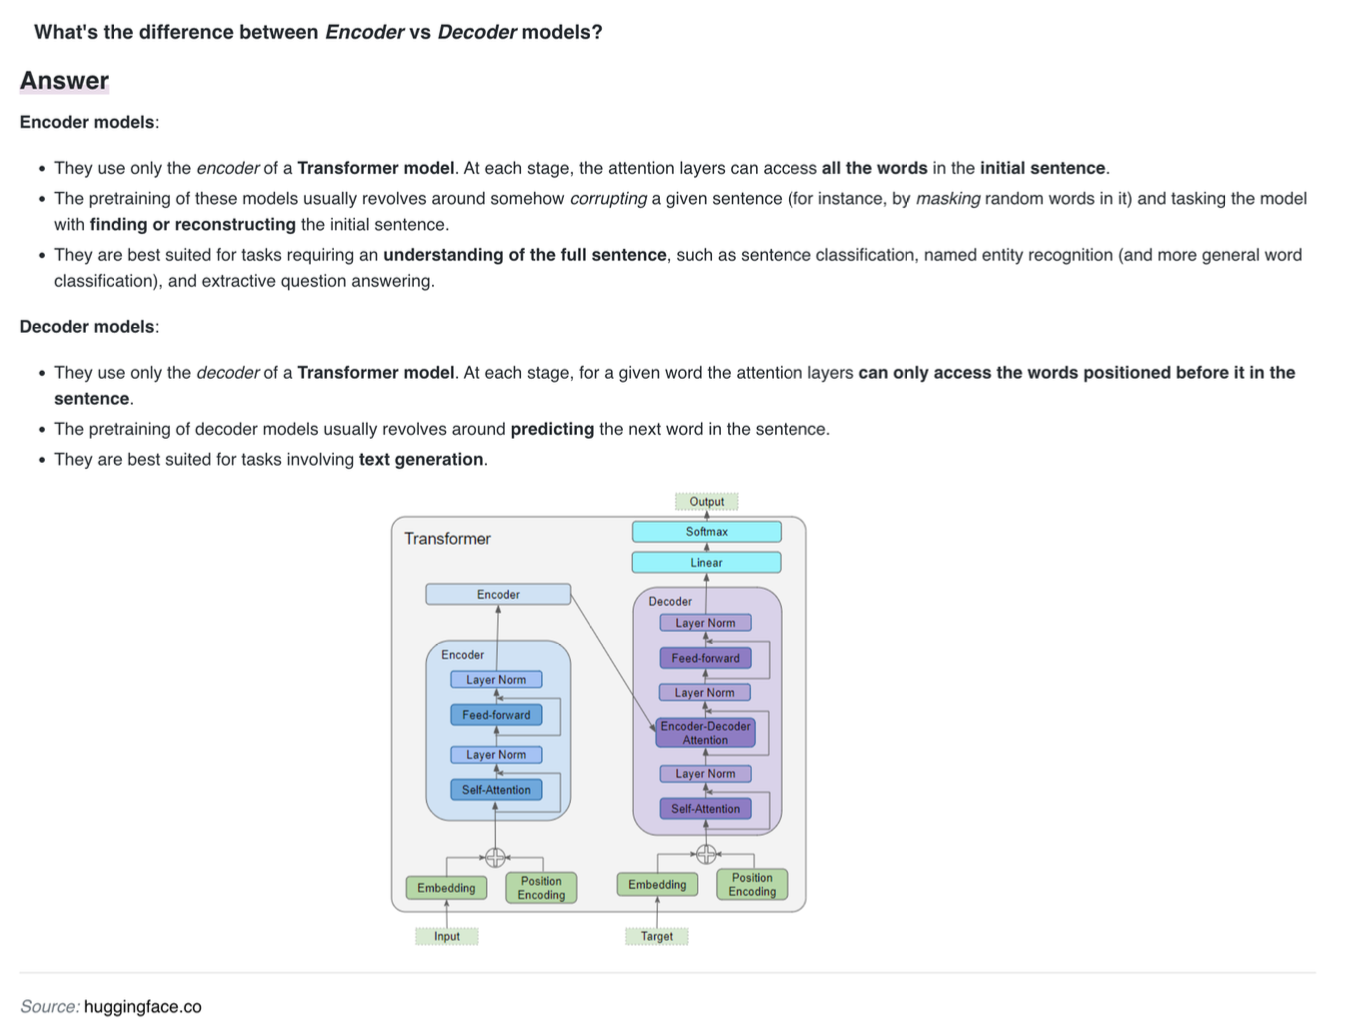 What's the difference between Encoder vs Decoder models?
Answer
Encoder models:
• They use only the encoder of a Transformer model. At each stage, the attention layers can access all the words in the initial sentence.
• The pretraining of these models usually revolves around somehow corrupting a given sentence (for instance, by masking random words in it) and tasking the model
with finding or reconstructing the initial sentence.
• They are best suited for tasks requiring an understanding of the full sentence, such as sentence classification, named entity recognition (and more general word
classification), and extractive question answering.
Decoder models:
• They use only the decoder of a Transformer model. At each stage, for a given word the attention layers can only access the words positioned before it in the
sentence.
• The pretraining of decoder models usually revolves around predicting the next word in the sentence.
• They are best suited for tasks involving text generation.
Output
Transformer
Softmax
Linear
Encoder
Encoder
Layer Norm
Feed-forward
Layer Norm
Self-Attention
Embedding
Position
Encoding
Input
Decoder
Layer Norm
Feed-forward
Layer Norm
Encoder-Decoder
Attention
Layer Norm
Self-Attention
Embedding
Position
Encoding
Target
Source: huggingface.co